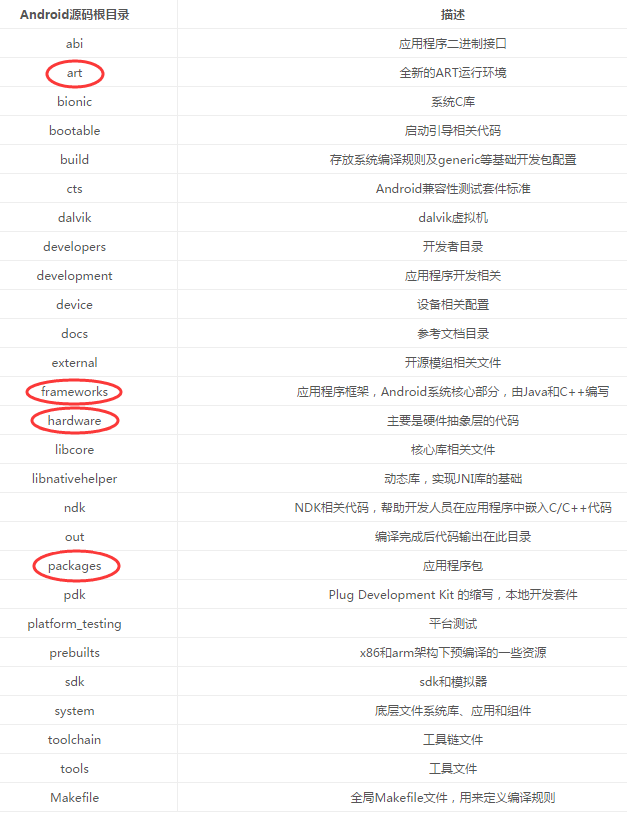 Android源码根目录 描述
abi 应用程序二进制接口
art 全新的ART运行环境
bionic 系统C库
bootable 启动引导相关代码
build 存放系统编译规则及generic等基础开发包配置
cts Android兼容性测试套件标准
dalvik dalvik虚拟机
developers 开发者目录
development 应用程序开发相关
device 设备相关配置
docs 参考文档目录
external 开源模组相关文件
frameworks 应用程序框架，Android系统核心部分，由Java和C++编写
hardware 主要是硬件抽象层的代码
libcore 核心库相关文件
libnativehelper 动态库，实现JNI库的基础
ndk NDK相关代码，帮助开发人员在应用程序中嵌入C/C++代码
out 编译完成后代码输出在此目录
packages 应用程序包
pdk Plug Development Kit 的缩写，本地开发套件
platform_testing 平台测试
prebuilts x86和arm架构下预编译的一些资源
sdk sdk和模拟器
system 底层文件系统库、应用和组件
toolchain 工具链文件
tools 工具文件
Makefile 全局Makefile文件，用来定义编译规则